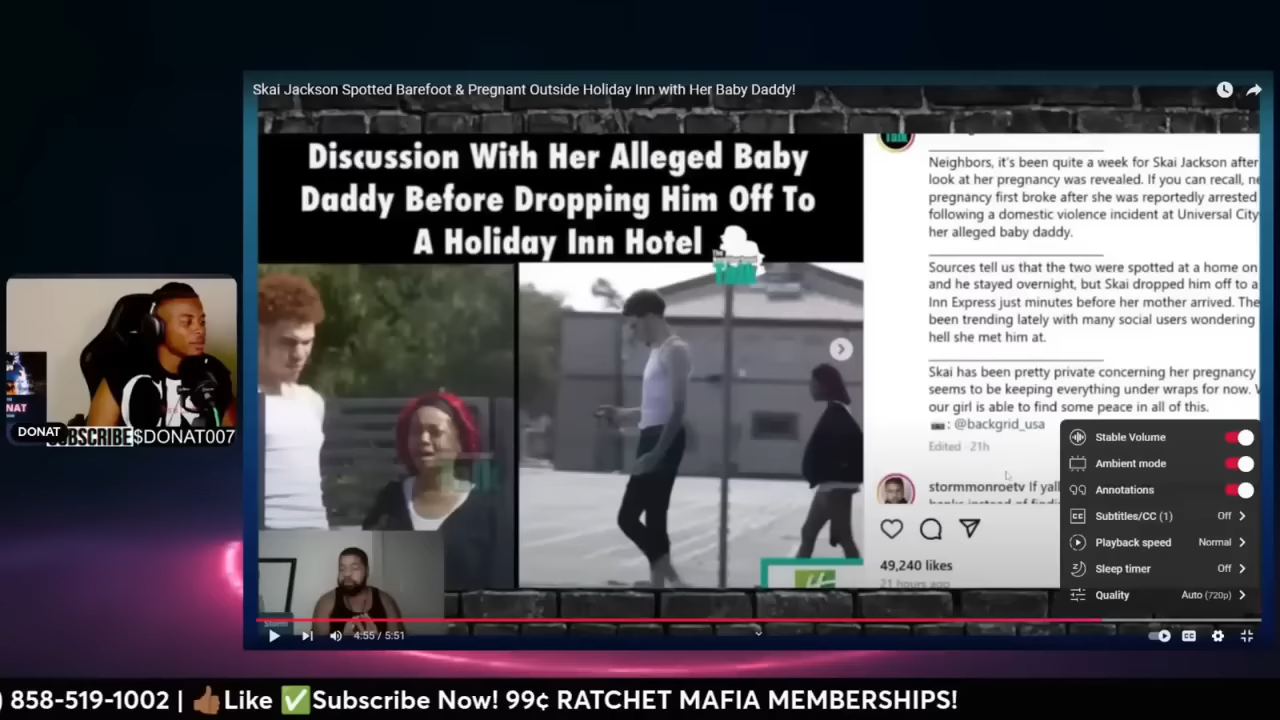 Skai Jackson Spotted Barefoot & Pregnant Outside Holiday Inn with Her Baby Daddy!
Discussion With Her Alleged Baby
Daddy Before Dropping Him Off To
A Holiday Inn Hotel
The
Talk
Talk
Neighbors, it's been quite a week for Skai Jackson after
look at her pregnancy was revealed. If you can recall, ne
pregnancy first broke after she was reportedly arrested
following a domestic violence incident at Universal City
her alleged baby daddy.
Sources tell us that the two were spotted at a home on
and he stayed overnight, but Skai dropped him off to a
Inn Express just minutes before her mother arrived. The
been trending lately with many social users wondering
hell she met him at.
Skai has been pretty private concerning her pregnancy
seems to be keeping everything under wraps for now. W
our girl is able to find some peace in all of this.
📷: @backgrid_usa
Edited · 21h
stormmonroetv If yall
49,240 likes
21 hours ago
Stable Volume
Ambient mode
Annotations
Subtitles/CC (1) Off
Playback speed Normal
Sleep timer Off
Quality Auto (720p)
4:55 / 5:51
NAT
DONAT
SUBSCRIBE $DONAT007
) 858-519-1002 | 👍🏾Like ✅Subscribe Now! 99¢ RATCHET MAFIA MEMBERSHIPS!